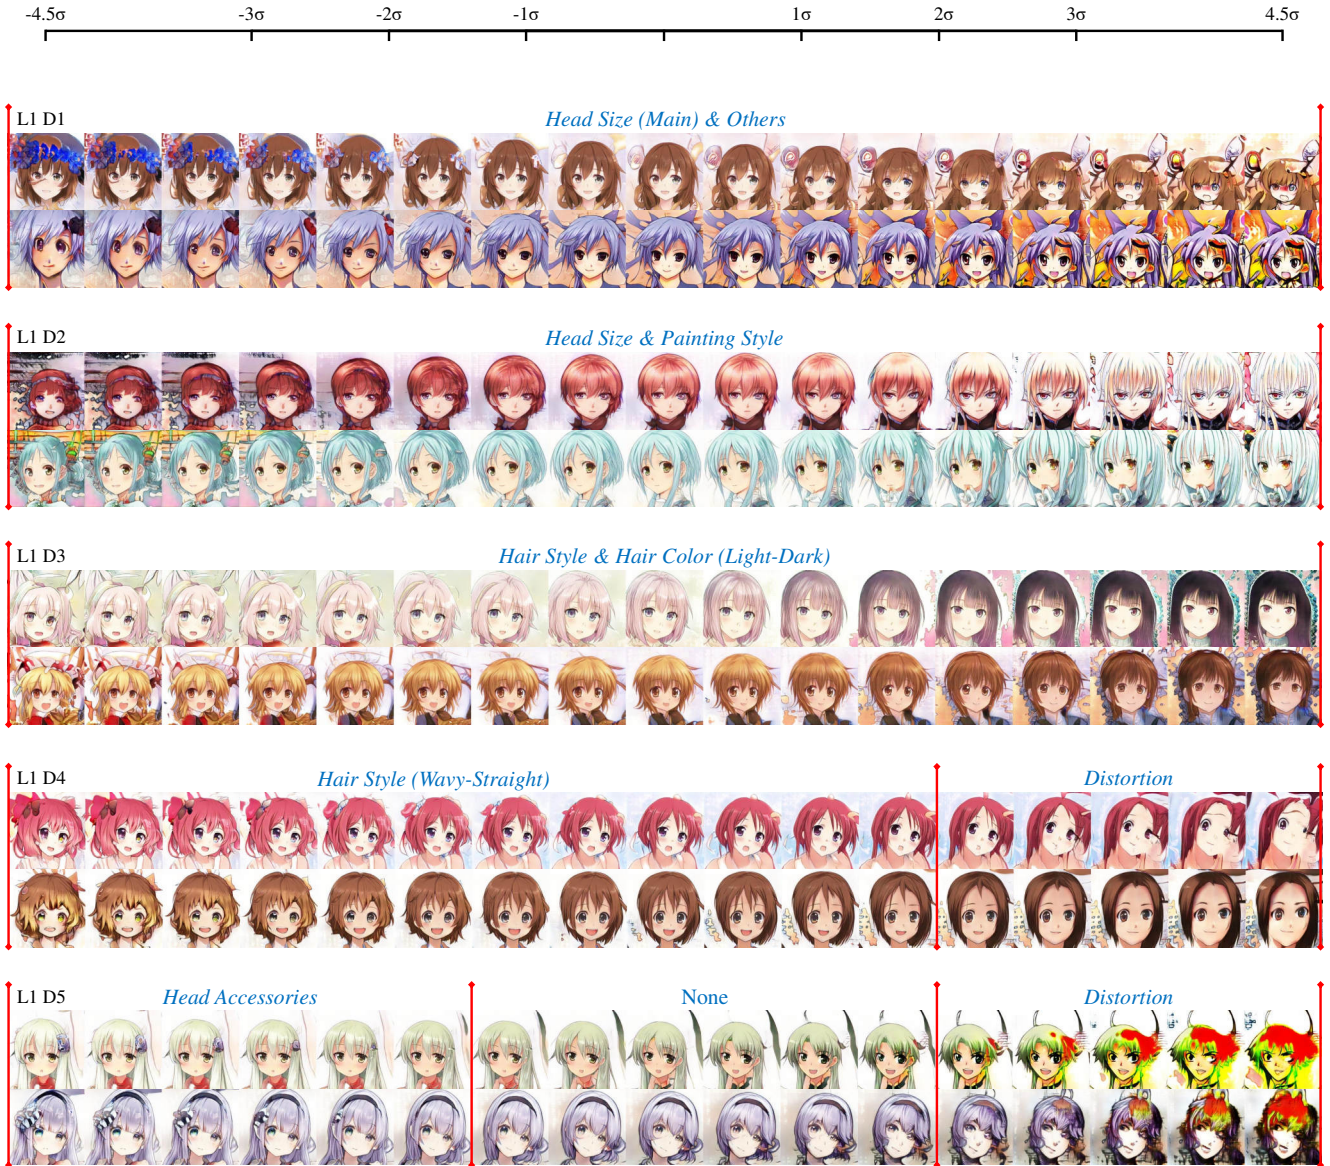 -4.5σ -3σ -2σ -1σ 1σ 2σ 3σ 4.5σ
L1 D1 Head Size (Main) & Others
L1 D2 Head Size & Painting Style
L1 D3 Hair Style & Hair Color (Light-Dark)
L1 D4 Hair Style (Wavy-Straight) Distortion
L1 D5 Head Accessories None Distortion